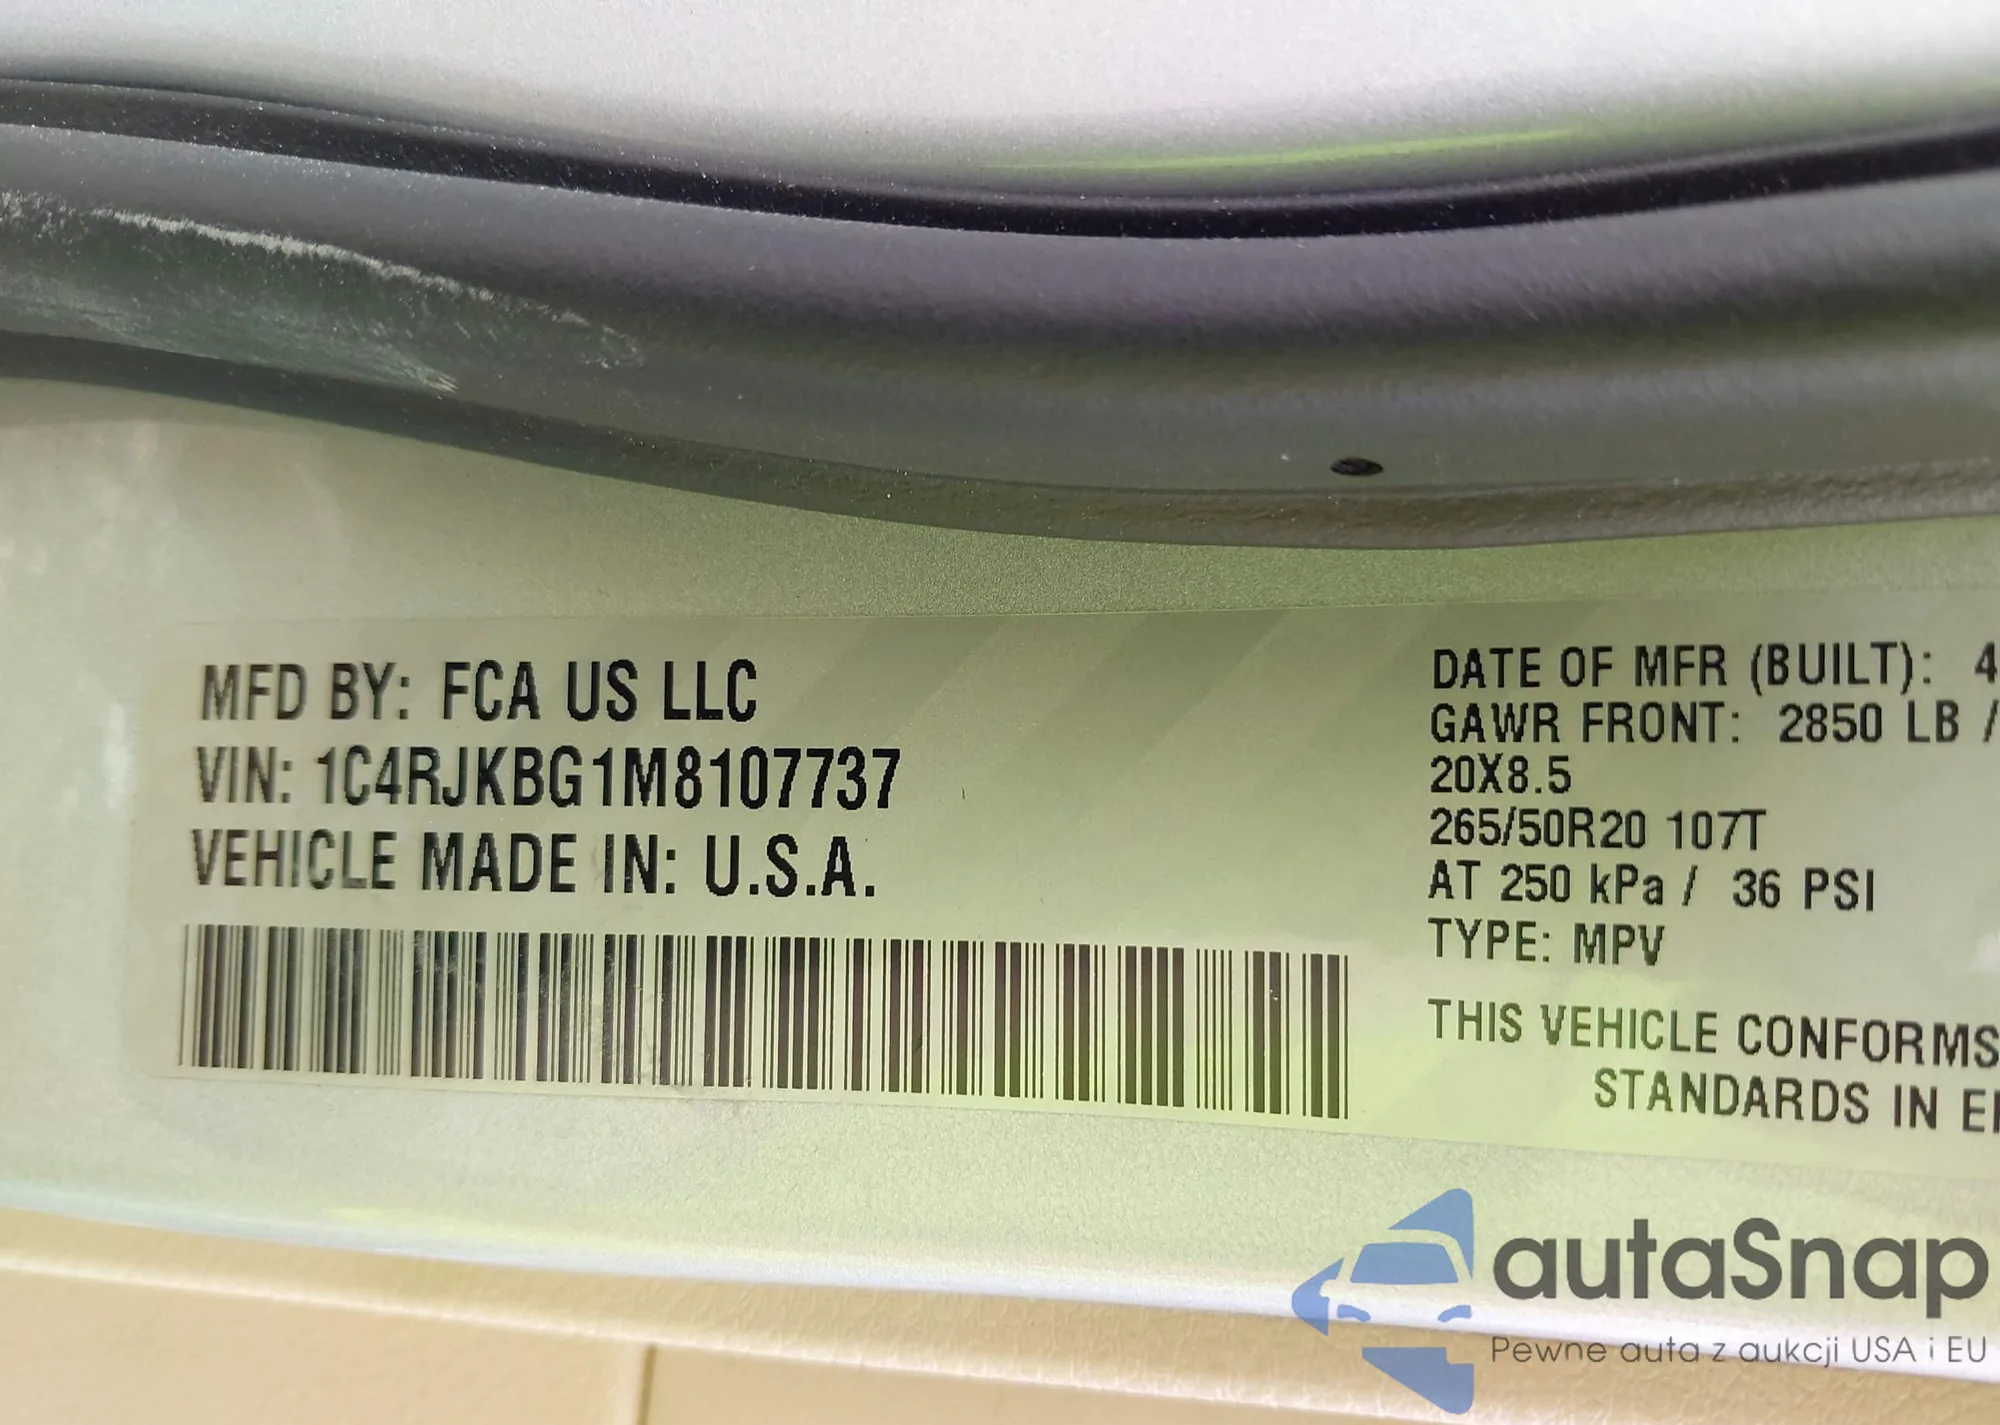 MFD BY: FCA US LLC
VIN: 1C4RJKBG1M8107737
VEHICLE MADE IN: U.S.A.
DATE OF MFR (BUILT): 4
GAWR FRONT: 2850 LB /
20X8.5
265/50R20 107T
AT 250 kPa / 36 PSI
TYPE: MPV
THIS VEHICLE CONFORMS
STANDARDS IN
autaSnap
Pewne auta z aukcji USA i EU